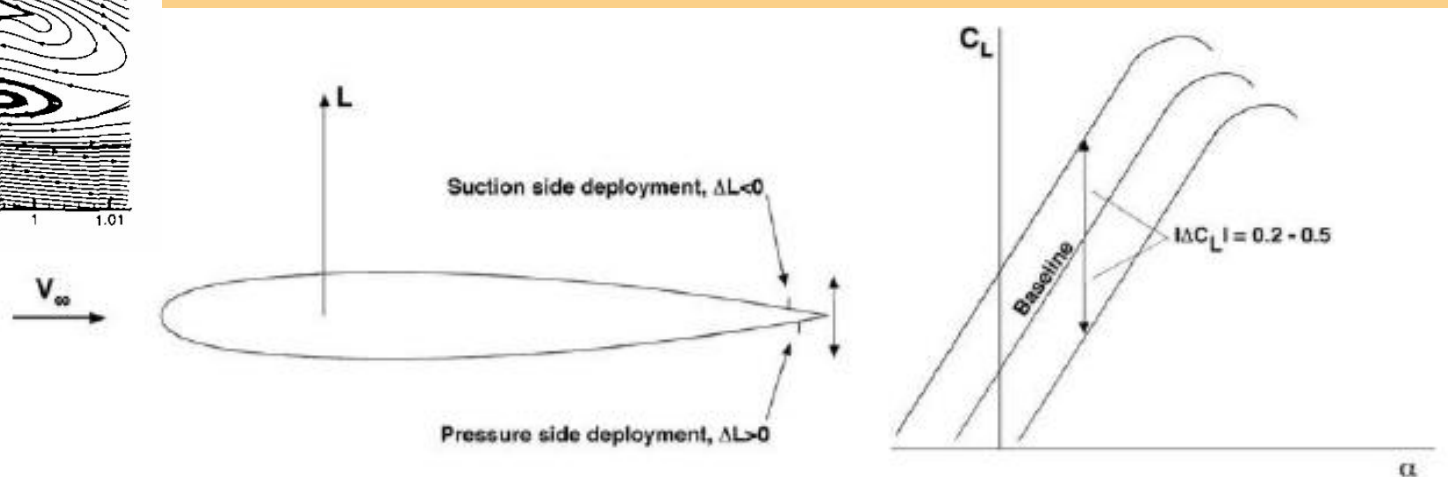 1 1.01
L
Suction side deployment, ΔL<0
V∞
Pressure side deployment, ΔL>0
CL
Baseline
|ΔCL| = 0.2 - 0.5
α